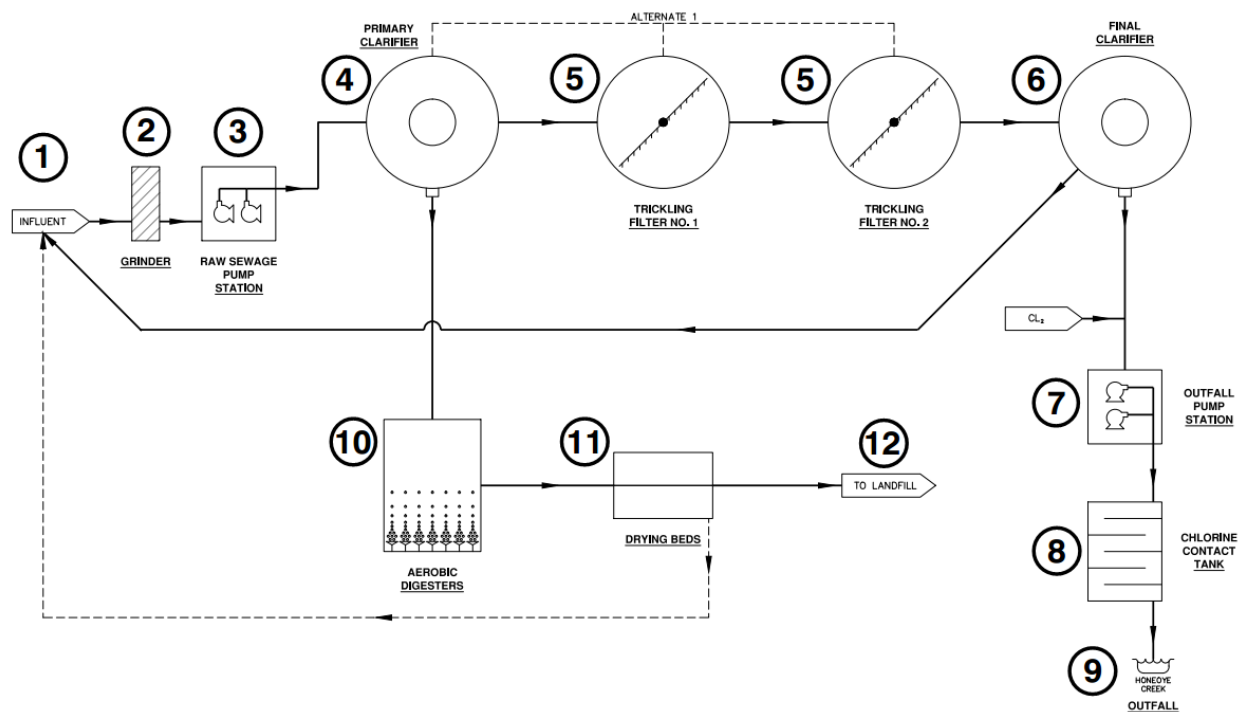 ALTERNATE 1
PRIMARY
CLARIFIER
FINAL
CLARIFIER
4
5
5
6
1
2
3
INFLUENT
GRINDER
RAW SEWAGE
PUMP
STATION
TRICKLING
FILTER NO. 1
TRICKLING
FILTER NO. 2
CL₂
7
OUTFALL
PUMP
STATION
10
11
12
TO LANDFILL
DRYING BEDS
AEROBIC
DIGESTERS
8
CHLORINE
CONTACT
TANK
9
HONEOYE
CREEK
OUTFALL